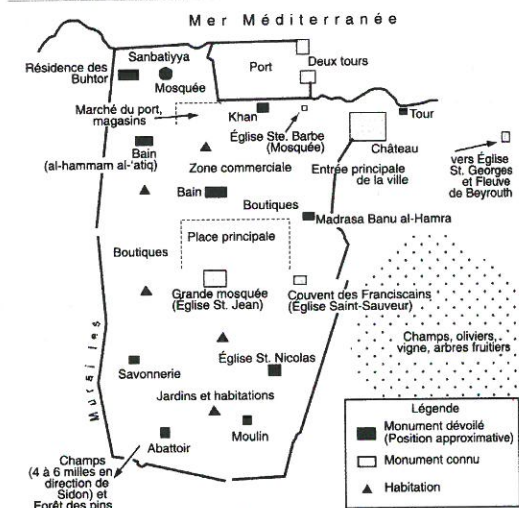 Mer Méditerranée
Sanbatiyya
Résidence des
Buhtor
Mosquée
Port
Deux tours
Marché du port,
magasins
Khan
Tour
Église Ste. Barbe
(Mosquée)
Château
Bain
(al-hammam al-'atiq)
Zone commerciale
Entrée principale
de la ville
vers Église
St. Georges
et Fleuve
de Beyrouth
Bain
Boutiques
Madrasa Banu al-Hamra
Place principale
Boutiques
Grande mosquée
(Église St. Jean)
Couvent des Franciscains
(Église Saint-Sauveur)
Murailles
Champs, oliviers,
vigne, arbres fruitiers
Église St. Nicolas
Savonnerie
Jardins et habitations
Abattoir
Moulin
Champs
(4 à 6 milles en
direction de
Sidon) et
Forêt des pins
Légende
Monument dévoilé
(Position approximative)
Monument connu
Habitation